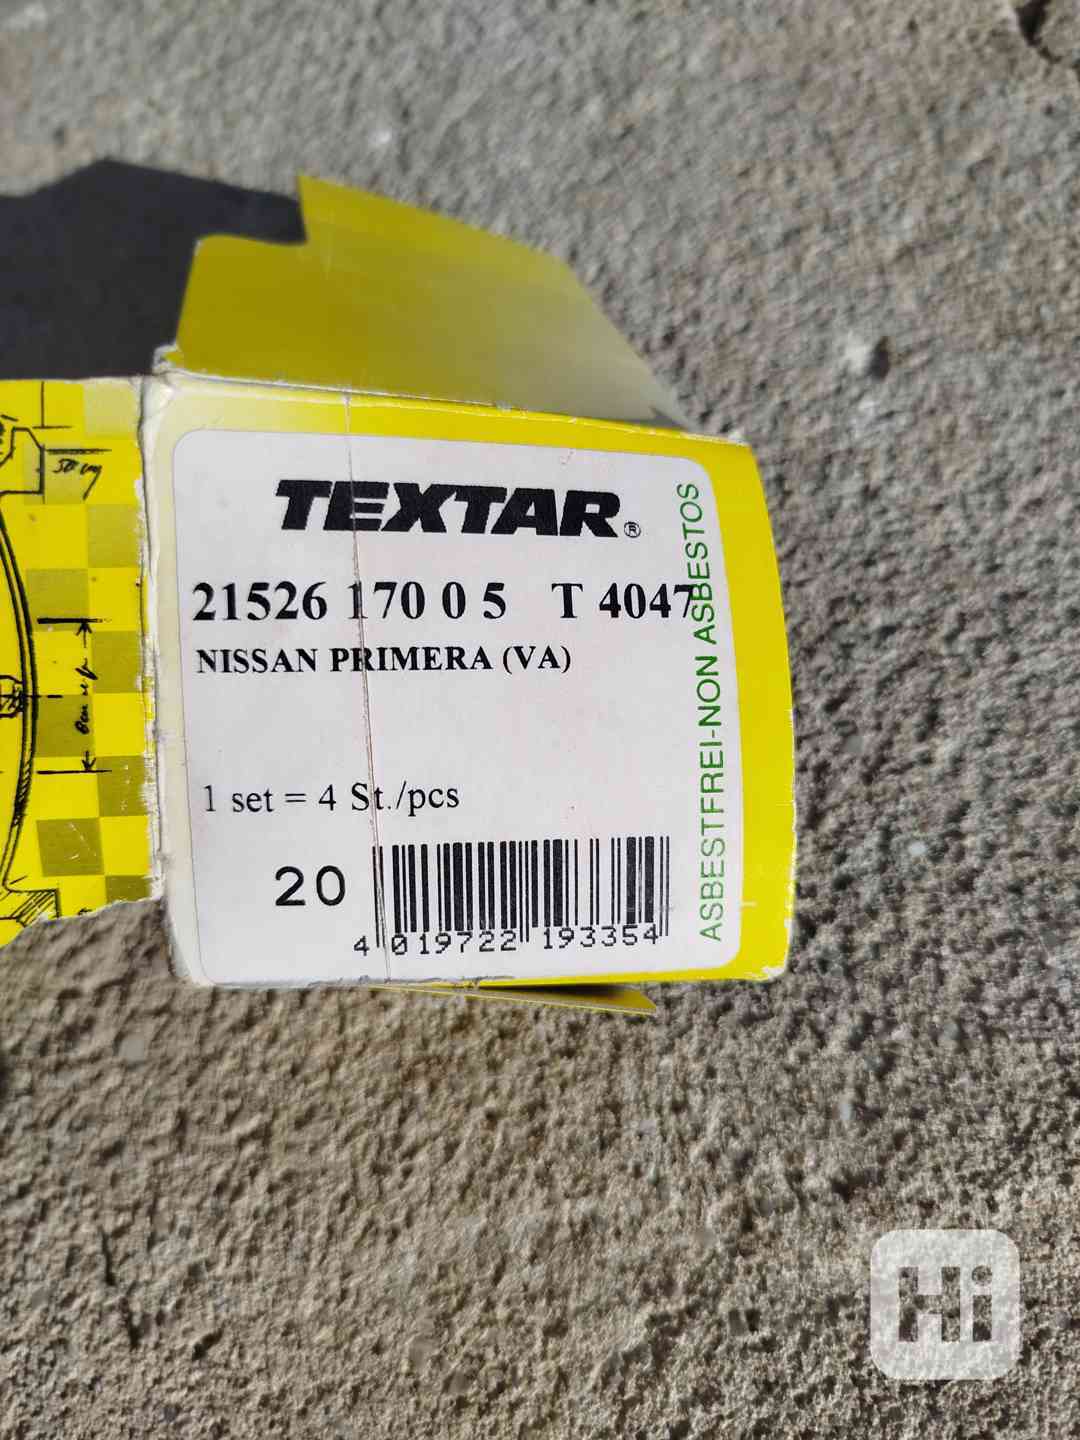 TEXTAR®
21526 170 0 5 T 4047
NISSAN PRIMERA (VA)
1 set = 4 St./pcs
20
4 019722 193354
ASBESTFREI-NON ASBESTOS
Hi